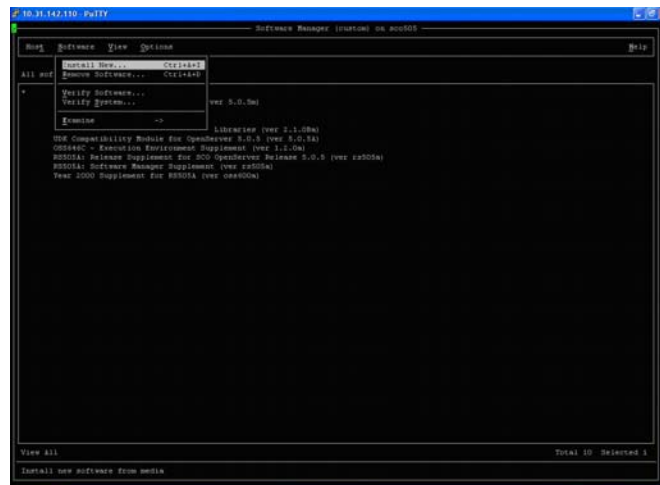 10.31.142.110 - PuTTY
Software Manager (custom) on sco505
Host Software View Options Help
Install New... Ctrl+A+I
All sof
Remove Software... Ctrl+A+D
Verify Software...
Verify System... ver 5.0.5m)
Examine ->
Libraries (ver 2.1.0Ba)
UDK Compatibility Module for OpenServer 5.0.5 (ver 5.0.5A)
OSS646C - Execution Environment Supplement (ver 1.2.0a)
RS505A: Release Supplement for SCO OpenServer Release 5.0.5 (ver rs505a)
RS505A: Software Manager Supplement (ver rs505a)
Year 2000 Supplement for RS505A (ver oss600a)
View All Total 10 Selected 1
Install new software from media